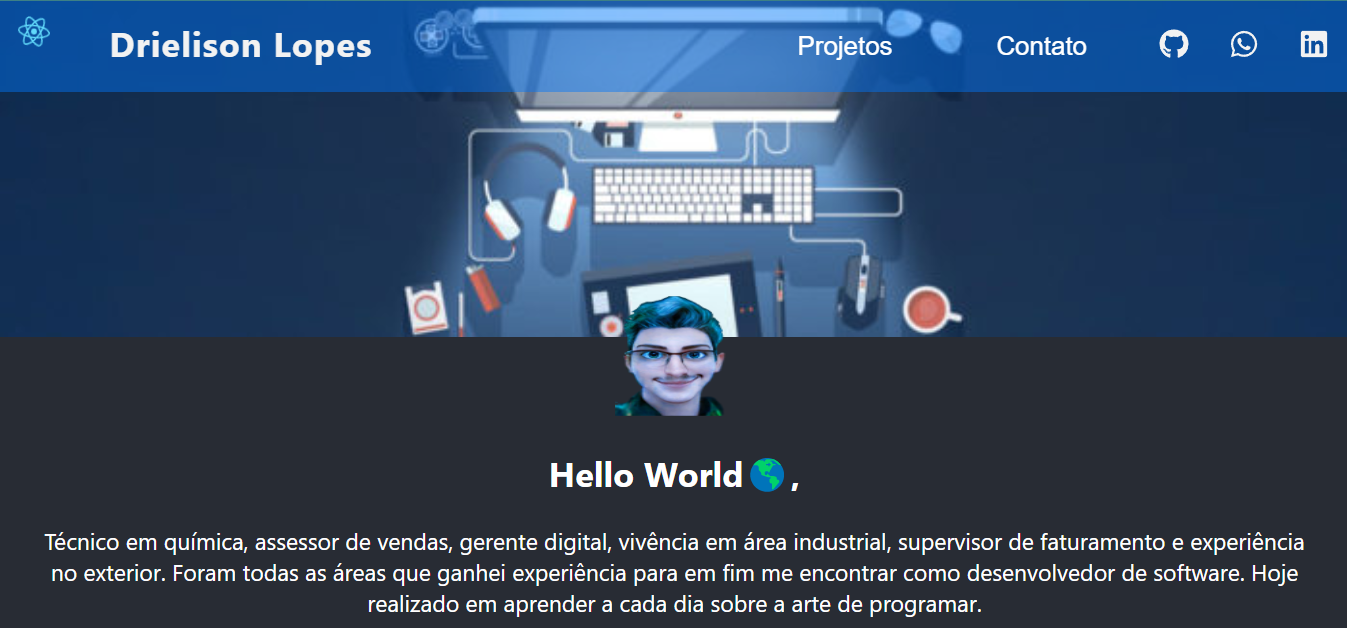 Drielison Lopes
Projetos
Contato
in
Hello World🌎,
Técnico em química, assessor de vendas, gerente digital, vivência em área industrial, supervisor de faturamento e experiência
no exterior. Foram todas as áreas que ganhei experiência para em fim me encontrar como desenvolvedor de software. Hoje
realizado em aprender a cada dia sobre a arte de programar.